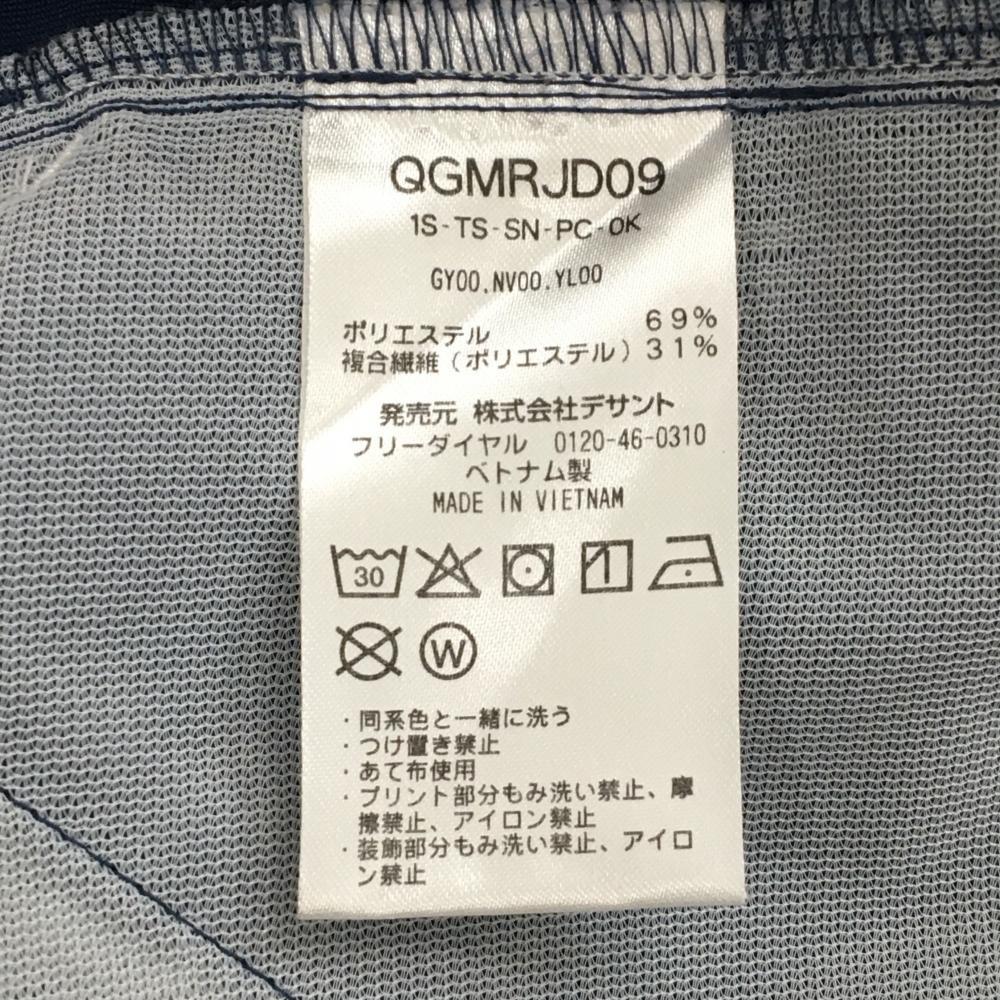 QGMRJD09
1S-TS-SN-PC-OK
GY00.NV00.YL00
ポリエステル 69%
複合繊維(ポリエステル)31%
発売元 株式会社デサント
フリーダイヤル 0120-46-0310
ベトナム製
MADE IN VIETNAM
30
W
・同系色と一緒に洗う
・つけ置き禁止
・あて布使用
・プリント部分もみ洗い禁止、摩
擦禁止、アイロン禁止
・装飾部分もみ洗い禁止、アイロ
ン禁止